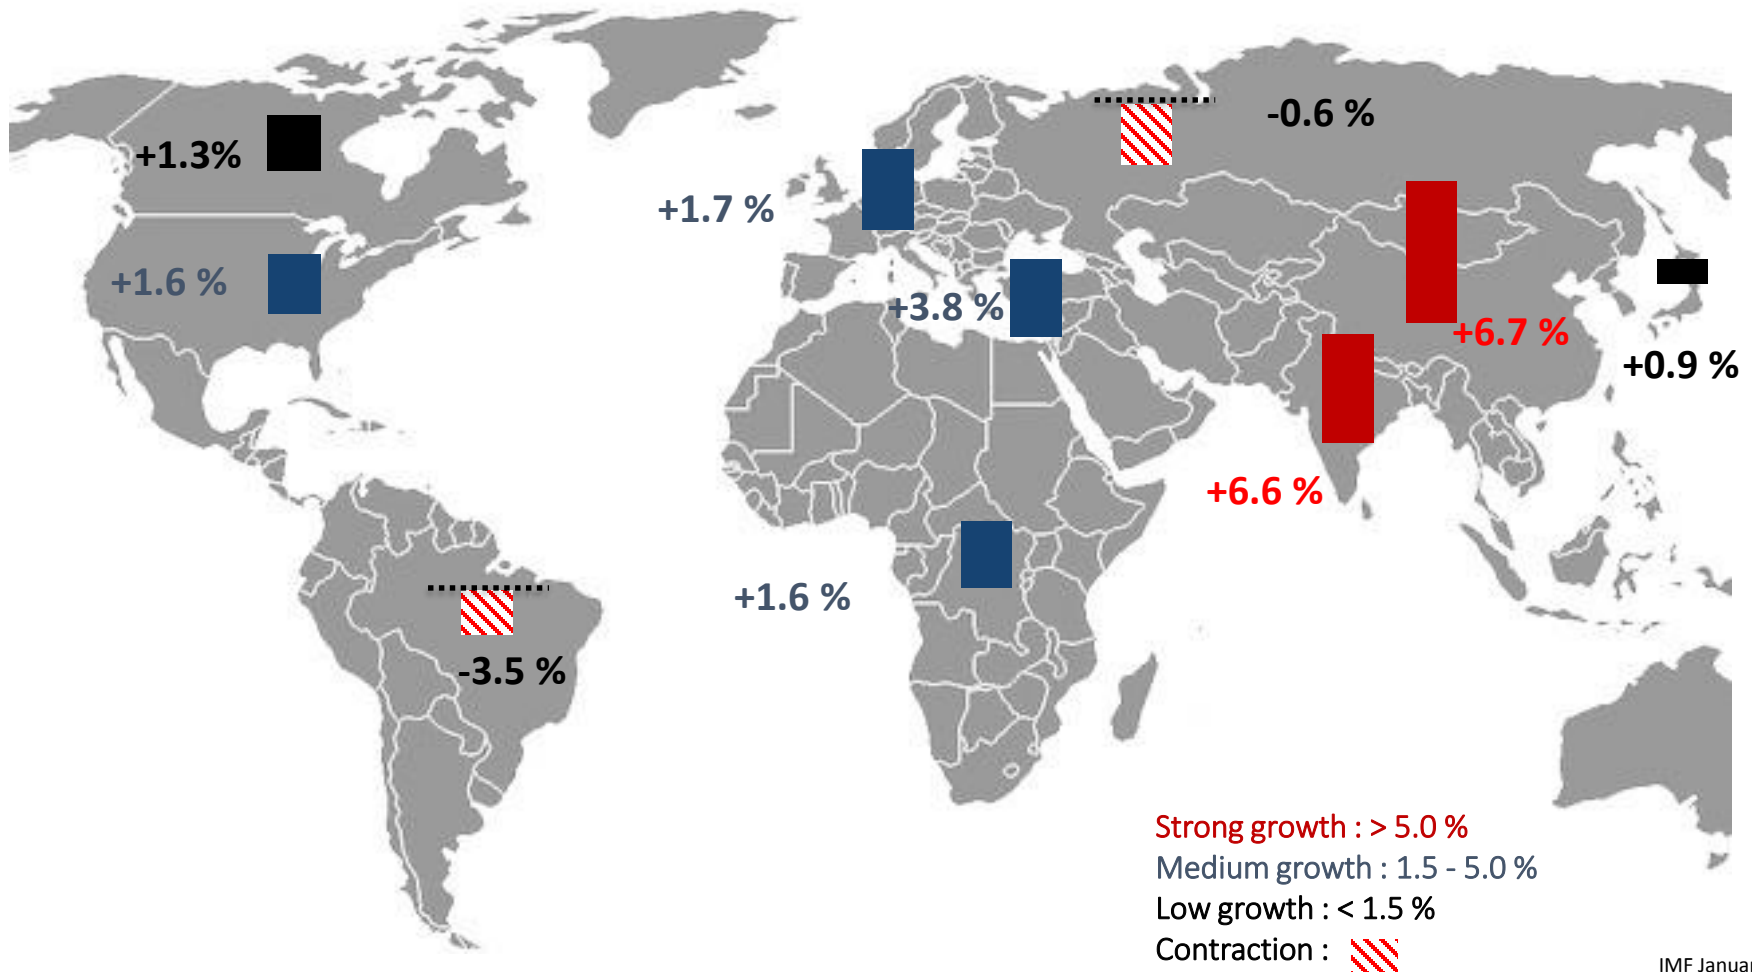 -0.6 %
+1.3%
+1.7 %
+1.6 %
+3.8 %
+6.7 %
+0.9 %
+6.6 %
+1.6 %
-3.5 %
Strong growth : > 5.0 %
Medium growth : 1.5 - 5.0 %
Low growth : < 1.5 %
Contraction :
IMF Januar